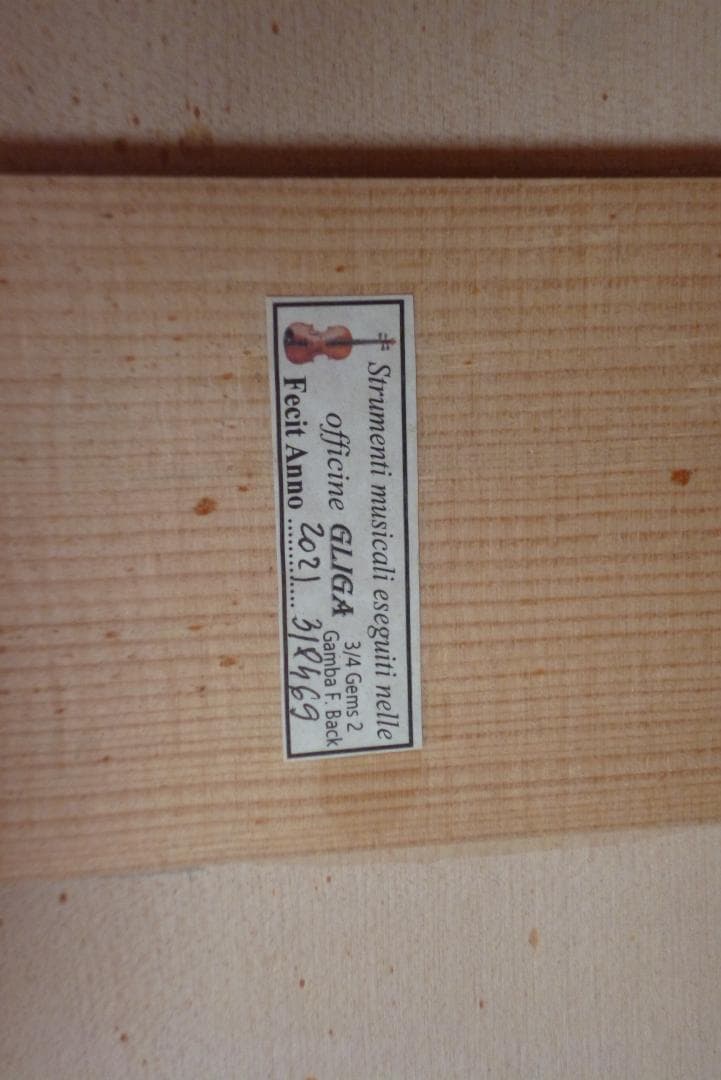 Strumenti musicali eseguiti nelle
officine GLIGA 3/4 Gems 2
Gamba F. Back
Fecit Anno ............ 2021 318469